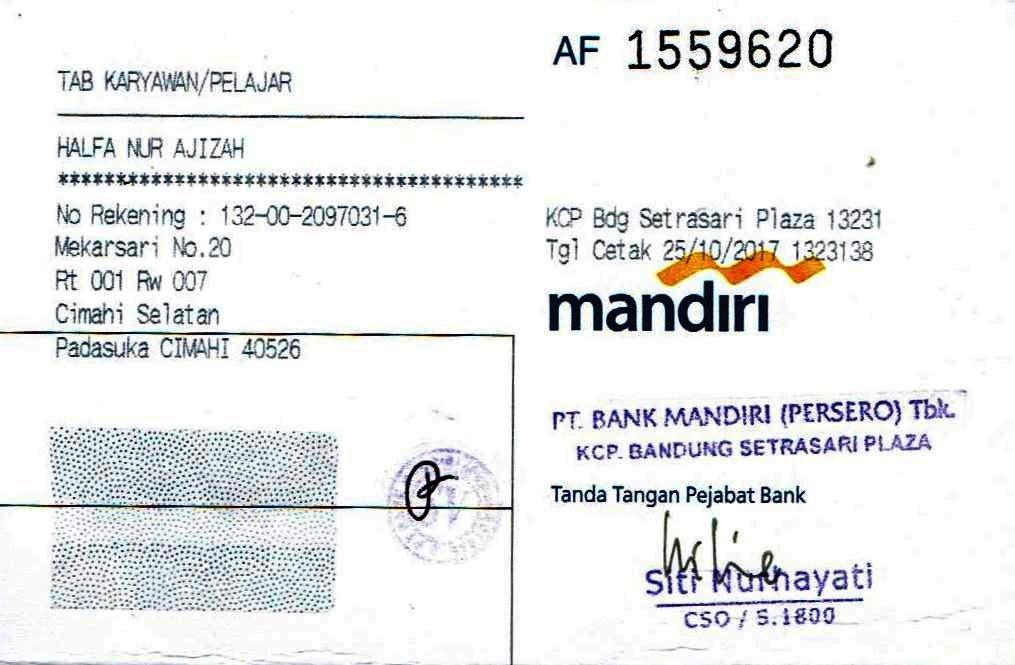 AF 1559620
TAB KARYAWAN/PELAJAR
HALFA NUR AJIZAH
****************************************
No Rekening : 132-00-2097031-6
Mekarsari No.20
Rt 001 Rw 007
Cimahi Selatan
Padasuka CIMAHI 40526
KCP Bdg Setrasari Plaza 13231
Tgl Cetak 25/10/2017 1323138
mandırı
PT. BANK MANDIRI (PERSERO) Tbk.
KCP. BANDUNG SETRASARI PLAZA
Tanda Tangan Pejabat Bank
Siti Nurhayati
CSO / S.1800